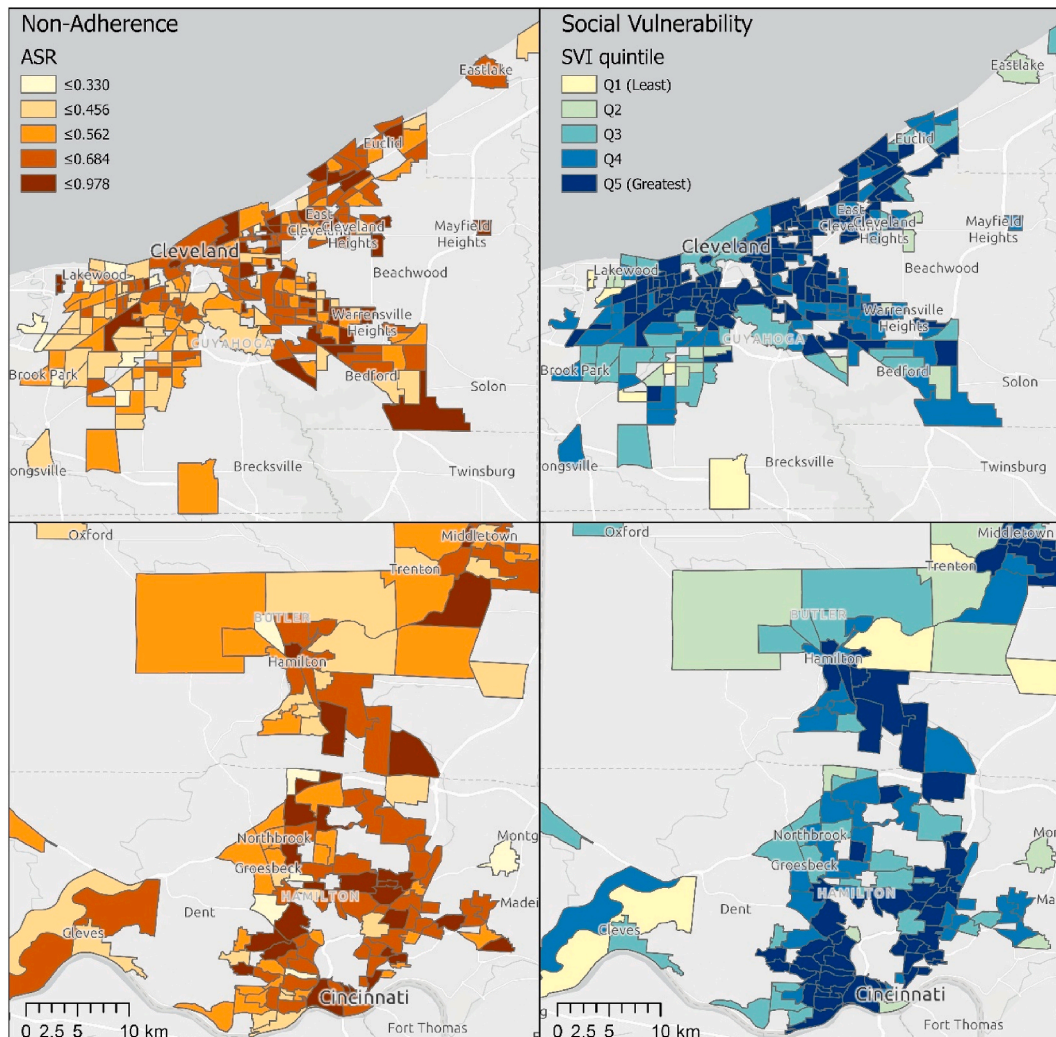 Non-Adherence
ASR
≤0.330
≤0.456
≤0.562
≤0.684
≤0.978
Eastlake
Euclid
East
Cleveland
Cleveland
Heights
Mayfield
Heights
Cleveland
Lakewood
Beachwood
Warrensville
Heights
CUYAHOGA
Brook Park
Bedford
Solon
ongsville
Brecksville
Twinsburg
Social Vulnerability
SVI quintile
Q1 (Least)
Q2
Q3
Q4
Q5 (Greatest)
Eastlake
Euclid
East
Cleveland
Cleveland
Heights
Mayfield
Heights
Cleveland
Lakewood
Beachwood
Warrensville
Heights
CUYAHOGA
Brook Park
Bedford
Solon
ongsville
Brecksville
Twinsburg
Oxford
Middletown
Trenton
BUTLER
Hamilton
Northbrook
Montg
Groesbeck
HAMILTON
Madei
Dent
Cleves
Cincinnati
Fort Thomas
0 2.5 5 10 km
Oxford
Middletown
Trenton
BUTLER
Hamilton
Northbrook
Mon
Groesbeck
HAMILTON
Ma
Dent
Cleves
Cincinnati
Fort Thomas
0 2.5 5 10 km